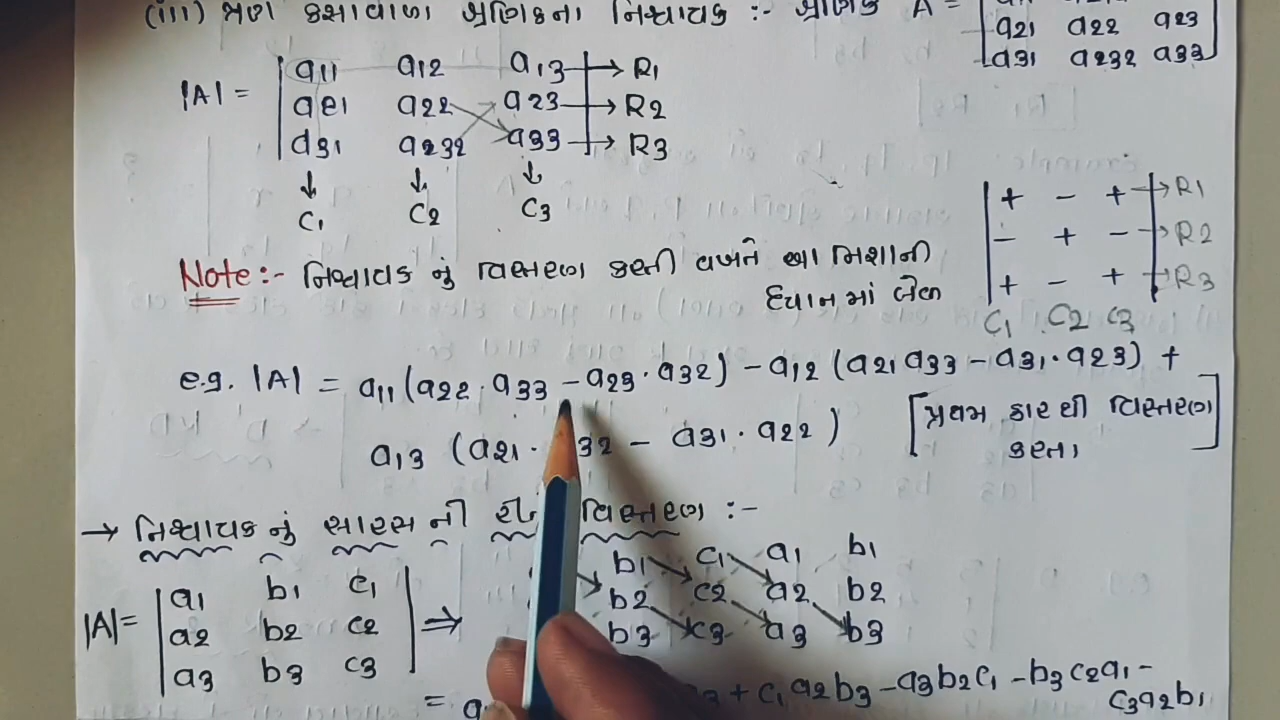 (iii) ત્રણ કક્ષાવાળા શ્રેણિકના નિશ્ચાયક :- શ્રેણિક A =
a21 a22 a23
a31 a232 a33
|A| = a11 a12 a13 → R1
a21 a22 a23 → R2
a31 a232 a33 → R3
↓ ↓ ↓
C1 C2 C3
+ - + → R1
- + - → R2
+ - + → R3
C1 C2 C3
Note :- નિશ્ચાયક નું વિસ્તરણ કરતી વખતે આ નિશાની
ધ્યાનમાં લેવા
e.g. |A| = a11 (a22 . a33 - a23 . a32) - a12 (a21 a33 - a31 . a23) +
a13 (a21 . 32 - a31 . a22)
[પ્રથમ હારથી વિસ્તરણ
કરતા]
→ નિશ્ચાયક નું સારસ ની વિસ્તરણ :-
|A| = a1 b1 c1 ⇒ b1 c1 a1 b1
a2 b2 c2 b2 c2 a2 b2
a3 b3 c3 b3 c3 a3 b3
= a + c1 a2 b3 - a3 b2 c1 - b3 c2 a1 -
c3 a2 b1